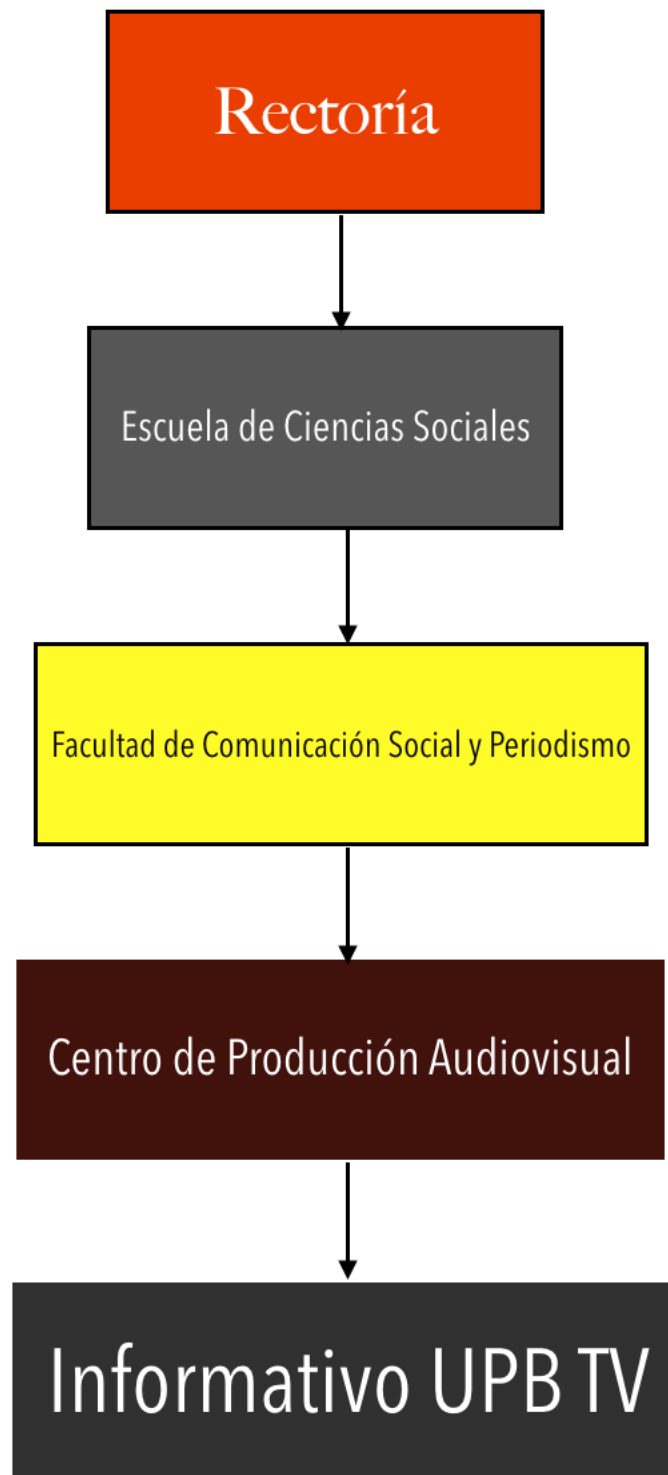 Rectoría
Escuela de Ciencias Sociales
Facultad de Comunicación Social y Periodismo
Centro de Producción Audiovisual
Informativo UPB TV